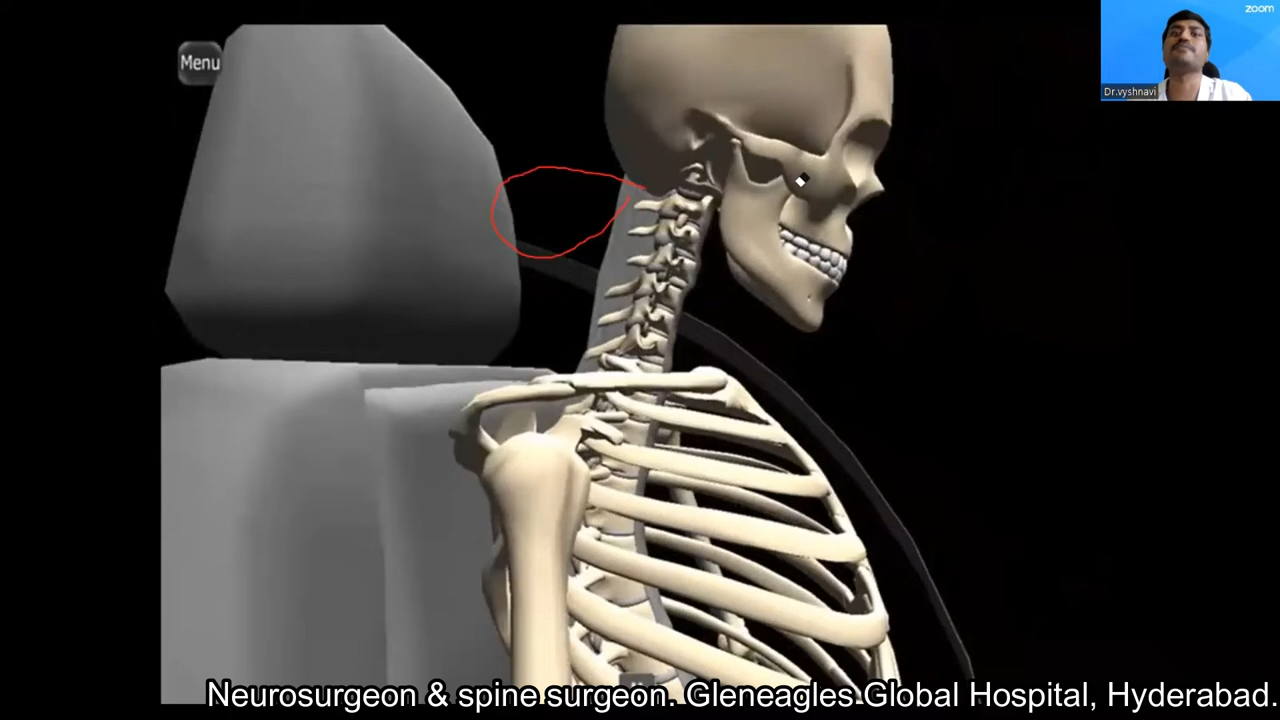 zoom
Menu
Dr.vyshnavi
Neurosurgeon & spine surgeon. Gleneagles Global Hospital, Hyderabad.